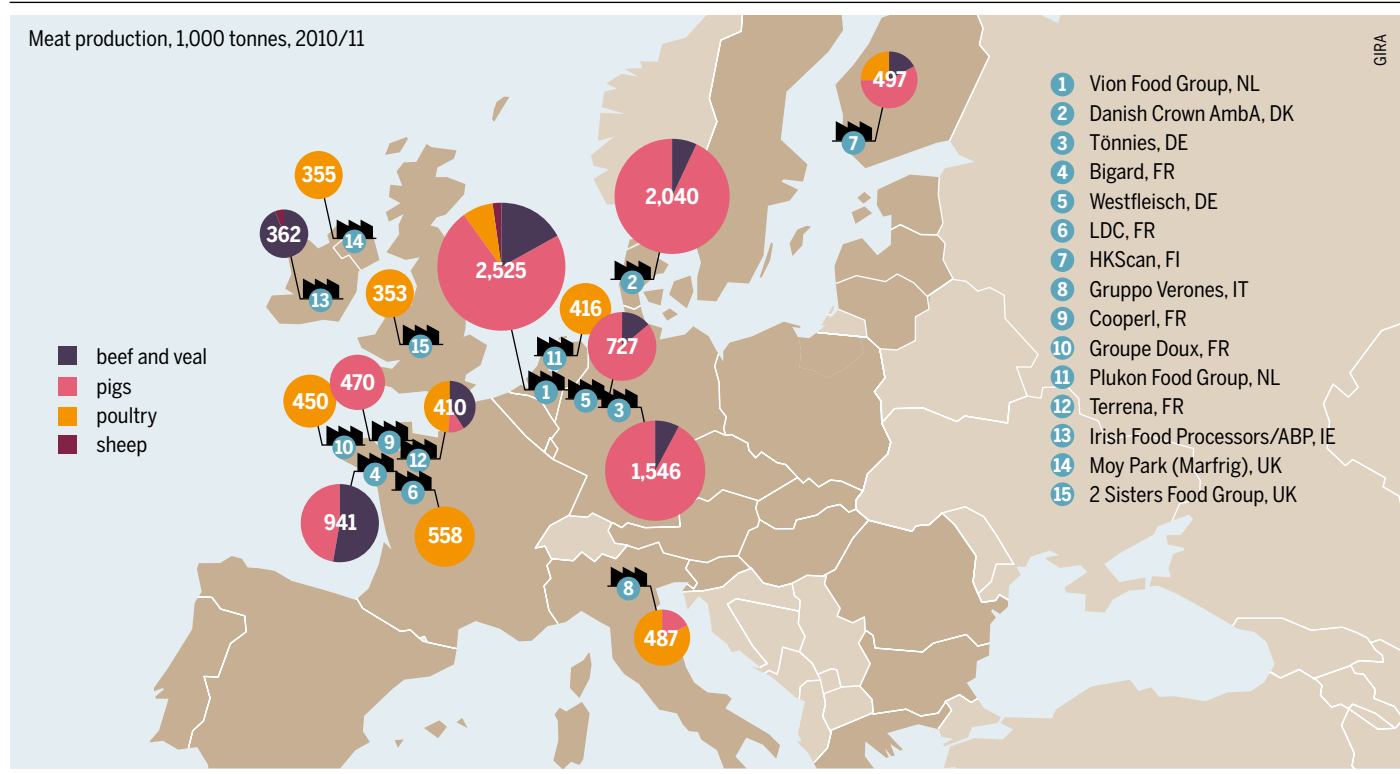 Meat production, 1,000 tonnes, 2010/11
GIRA
497
7
355
2,040
362
14
2,525
2
13
353
416
15
11
727
470
1
5
3
450
410
10
9
12
4
6
1,546
941
558
8
487
beef and veal
pigs
poultry
sheep
1 Vion Food Group, NL
2 Danish Crown AmbA, DK
3 Tönnies, DE
4 Bigard, FR
5 Westfleisch, DE
6 LDC, FR
7 HKScan, FI
8 Gruppo Verones, IT
9 Cooperl, FR
10 Groupe Doux, FR
11 Plukon Food Group, NL
12 Terrena, FR
13 Irish Food Processors/ABP, IE
14 Moy Park (Marfrig), UK
15 2 Sisters Food Group, UK